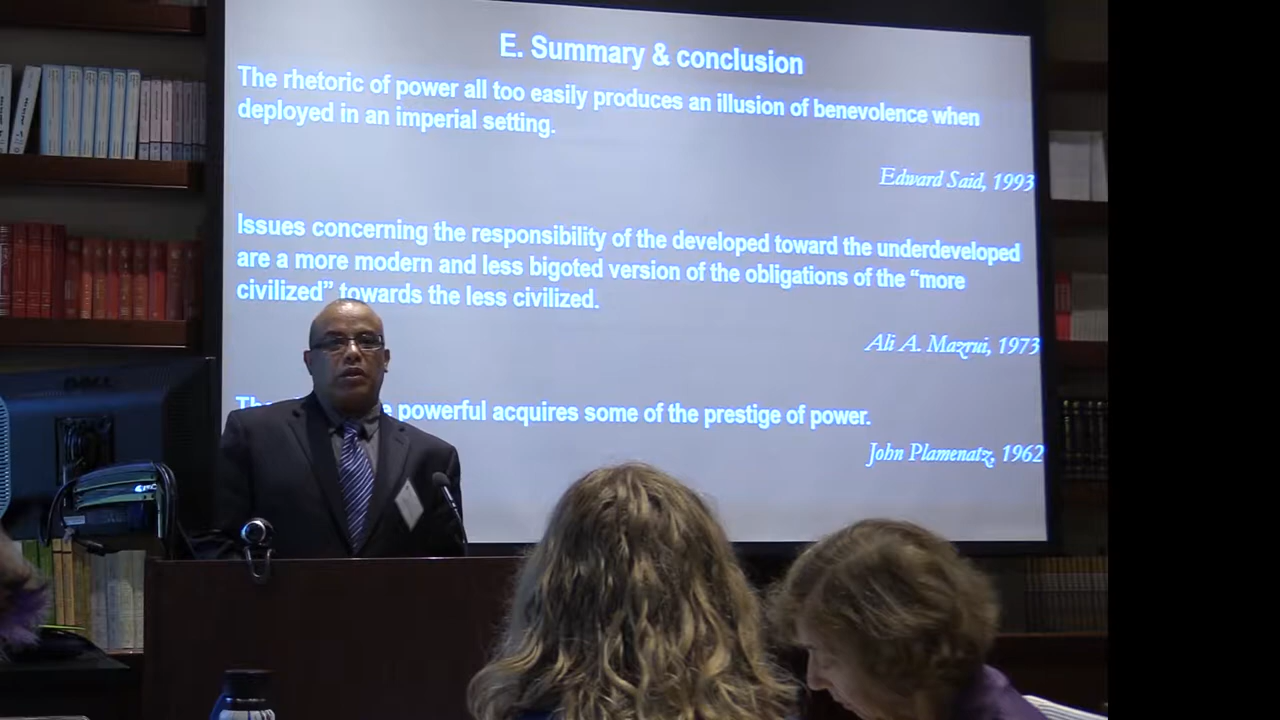 E. Summary & conclusion
The rhetoric of power all too easily produces an illusion of benevolence when
deployed in an imperial setting.
Edward Said, 1993
Issues concerning the responsibility of the developed toward the underdeveloped
are a more modern and less bigoted version of the obligations of the “more
civilized” towards the less civilized.
Ali A. Mazrui, 1973
powerful acquires some of the prestige of power.
John Plamenatz, 1962
DELL